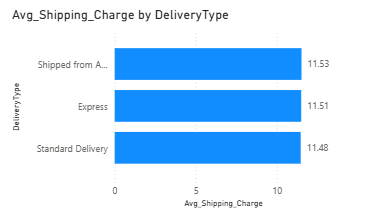 Avg_Shipping_Charge by DeliveryType
Shipped from A... 11.53
Express 11.51
Standard Delivery 11.48
DeliveryType
0 5 10
Avg_Shipping_Charge